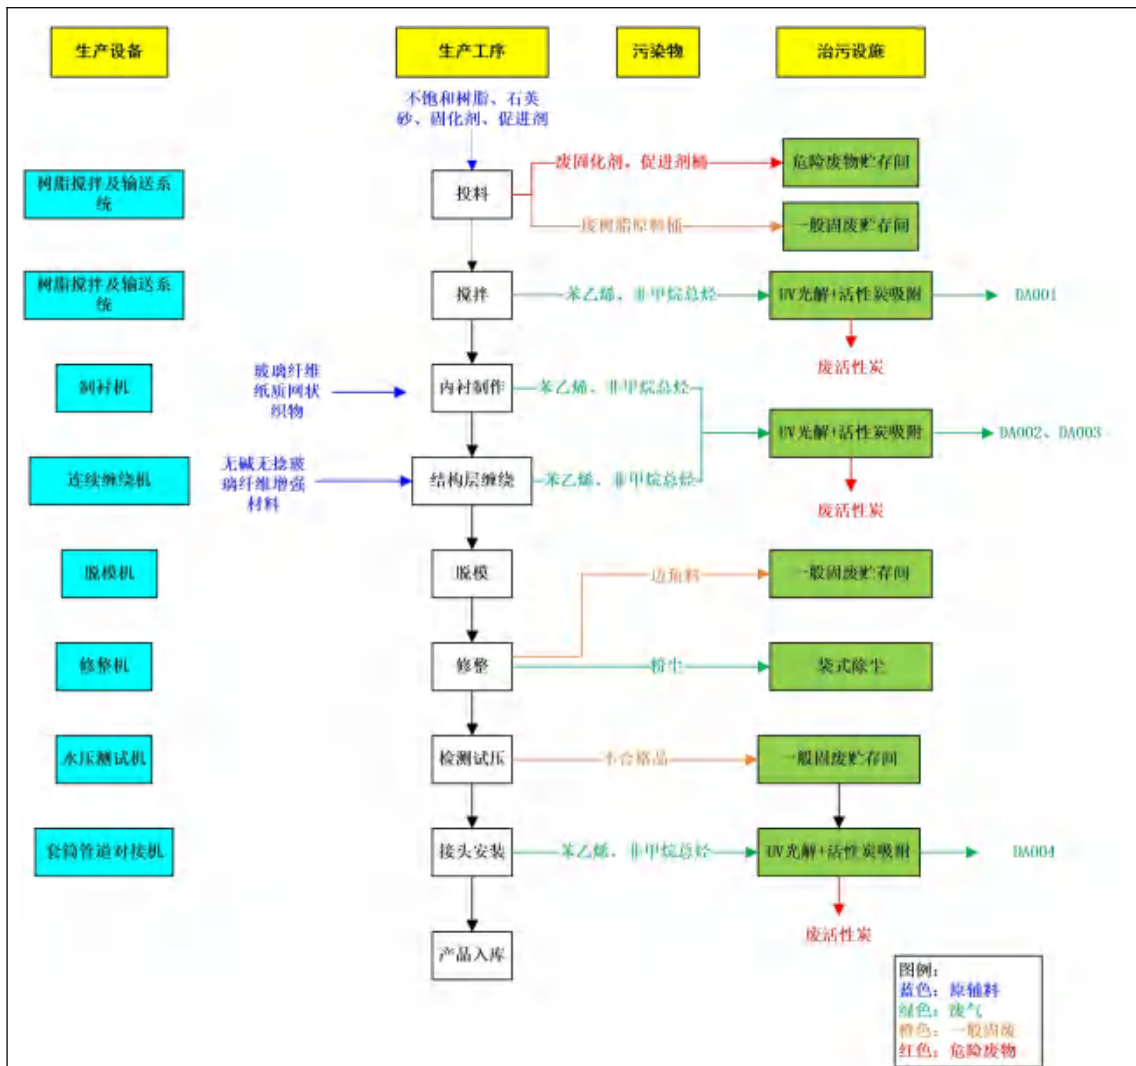 生产设备
生产工序
污染物
治污设施
不饱和树脂、石英
砂、固化剂、促进剂
树脂搅拌及输送系
统
投料
废固化剂、促进剂桶
危险废物贮存间
废树脂原料桶
一般固废贮存间
树脂搅拌及输送系
统
搅拌
苯乙烯、非甲烷总烃
UV光解+活性炭吸附
DA001
废活性炭
制衬机
玻璃纤维
纸质网状
织物
内衬制作
苯乙烯、非甲烷总烃
UV光解+活性炭吸附
DA002、DA003
连续缠绕机
无碱无捻玻
璃纤维增强
材料
结构层缠绕
苯乙烯、非甲烷总烃
废活性炭
脱模机
脱模
边角料
一般固废贮存间
修整机
修整
粉尘
袋式除尘
水压测试机
检测试压
不合格品
一般固废贮存间
套筒管道对接机
接头安装
苯乙烯、非甲烷总烃
UV光解+活性炭吸附
DA004
废活性炭
产品入库
图例：
蓝色：原辅料
绿色：废气
橙色：一般固废
红色：危险废物